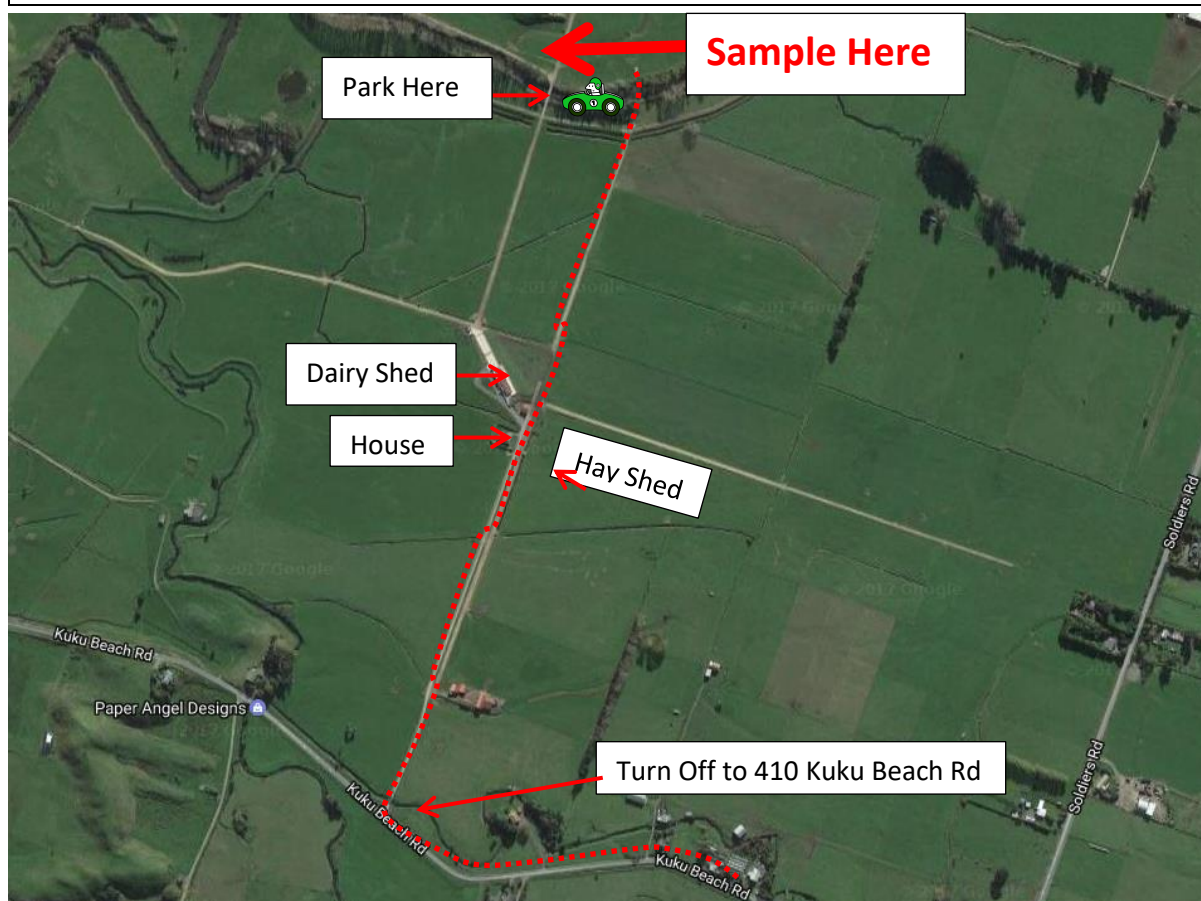 Sample Here
Park Here
1
© 2017 Google
© 2017 Google
Dairy Shed
House
Hay Shed
Soldiers Rd
© 2017 Google
© 2017 Google
Kuku Beach Rd
Paper Angel Designs
Turn Off to 410 Kuku Beach Rd
Soldiers Rd
Kuku Beach Rd
Kuku Beach Rd